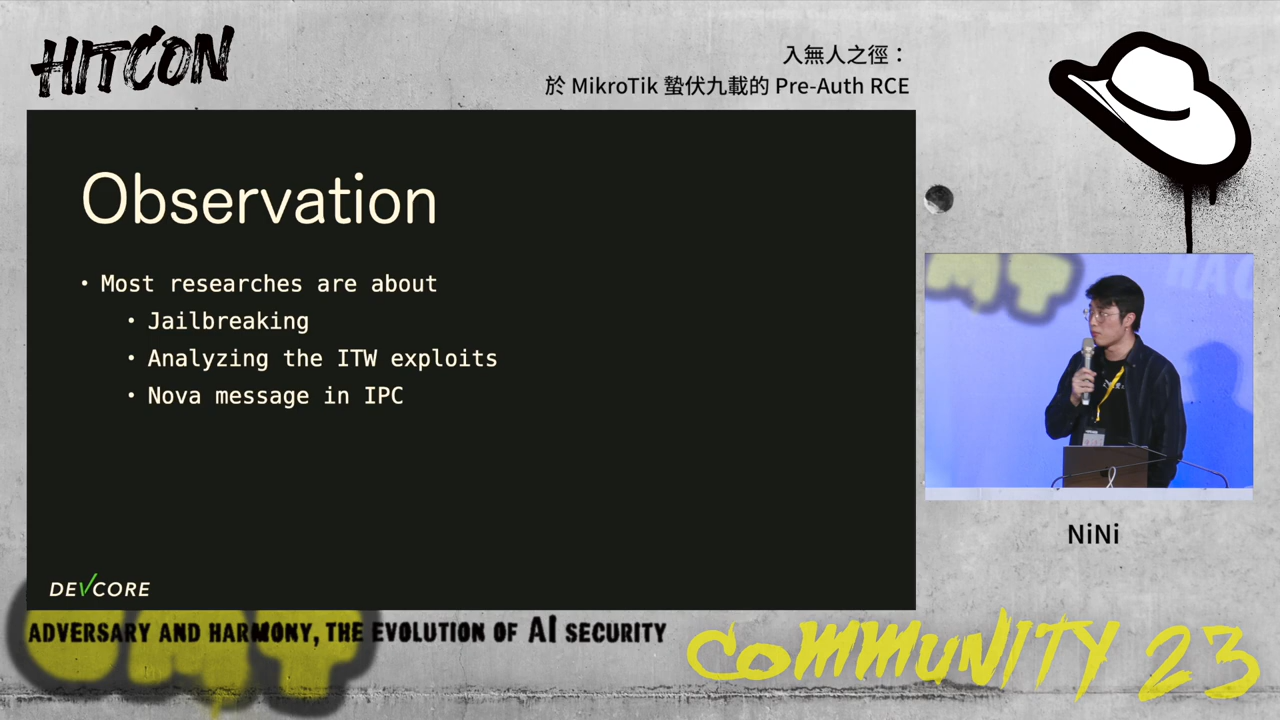 HITCON
入無人之徑：
於 MikroTik 蟄伏九載的 Pre-Auth RCE
Observation
• Most researches are about
• Jailbreaking
• Analyzing the ITW exploits
• Nova message in IPC
DEVCORE
NiNi
ADVERSARY AND HARMONY, THE EVOLUTION OF AI SECURITY
COMMUNITY 23